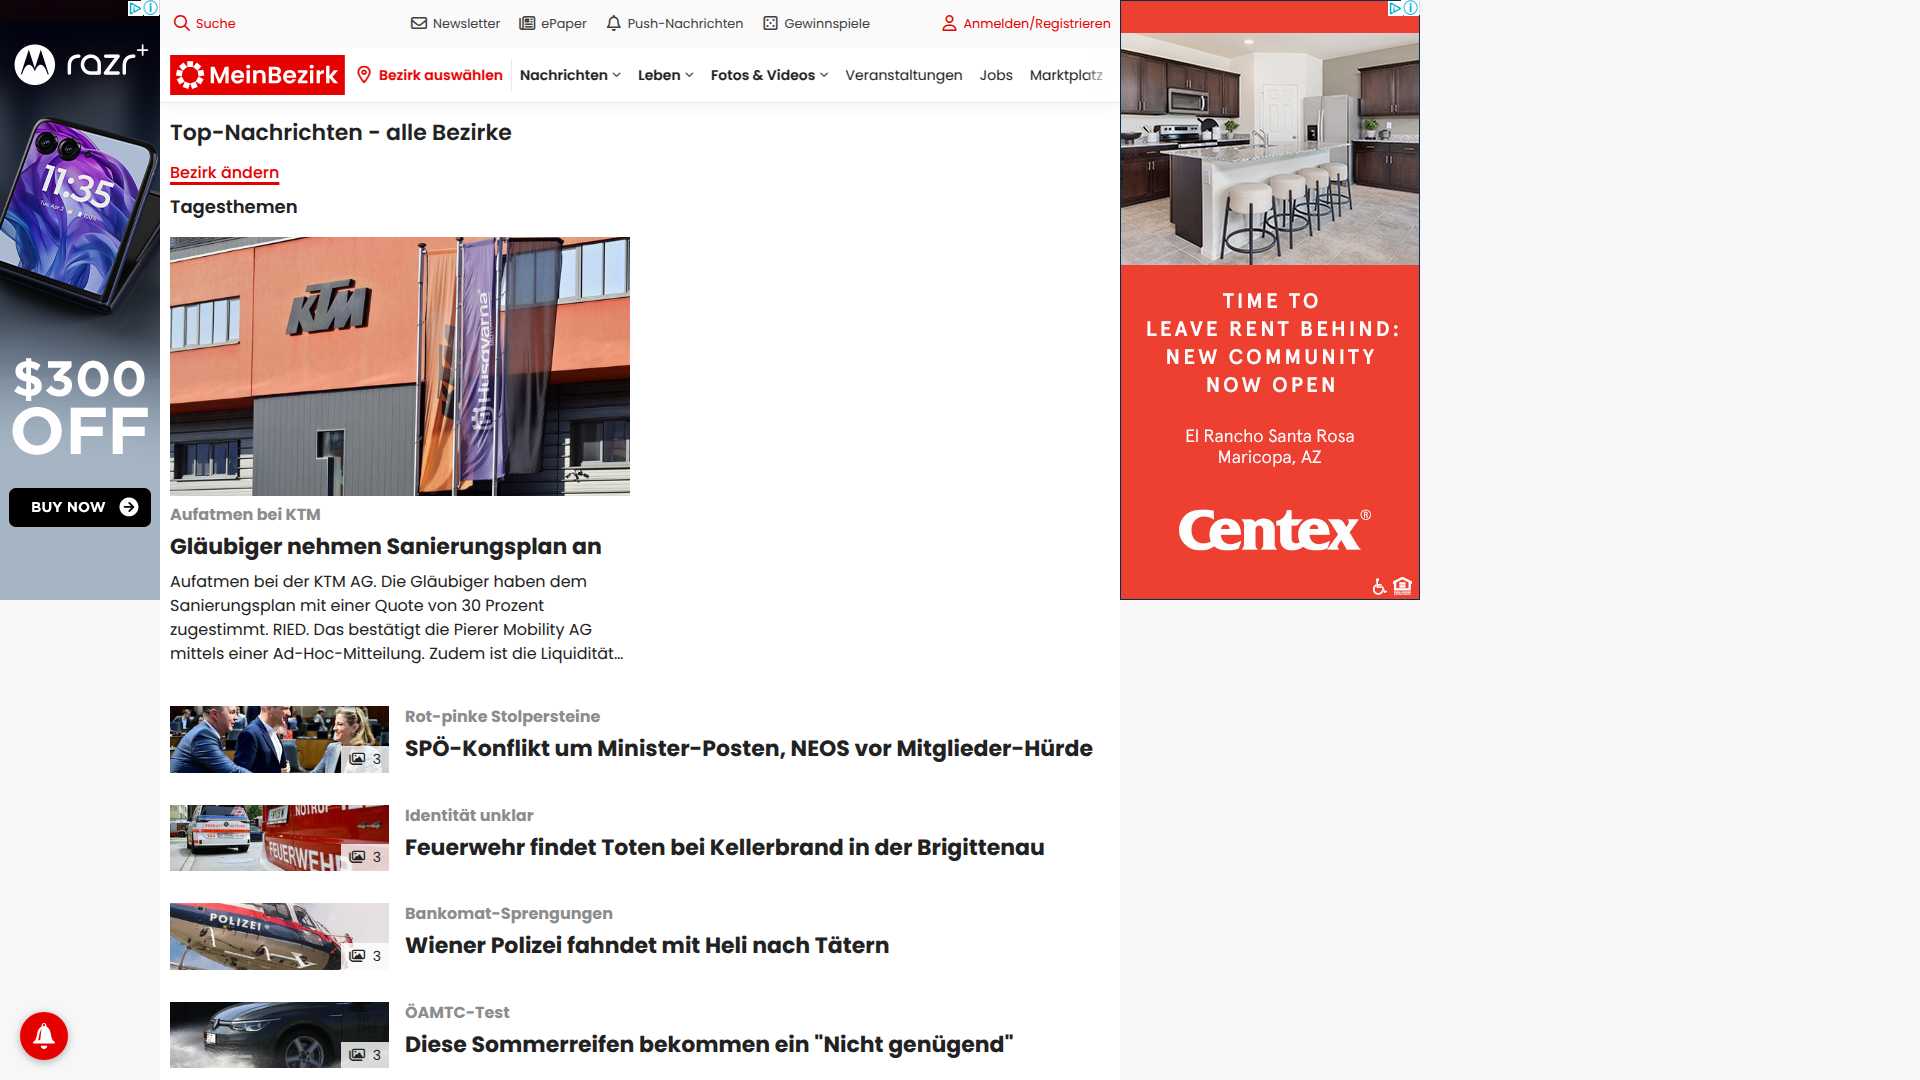 Suche
Newsletter
ePaper
Push-Nachrichten
Gewinnspiele
Anmelden/Registrieren
MeinBezirk
Bezirk auswählen
Nachrichten
Leben
Fotos & Videos
Veranstaltungen
Jobs
Marktplatz
razr+
11:35
$300
OFF
BUY NOW
Top-Nachrichten - alle Bezirke
Bezirk ändern
Tagesthemen
KTM
Husqvarna
Aufatmen bei KTM
Gläubiger nehmen Sanierungsplan an
Aufatmen bei der KTM AG. Die Gläubiger haben dem
Sanierungsplan mit einer Quote von 30 Prozent
zugestimmt. RIED. Das bestätigt die Pierer Mobility AG
mittels einer Ad-Hoc-Mitteilung. Zudem ist die Liquidität...
3
Rot-pinke Stolpersteine
SPÖ-Konflikt um Minister-Posten, NEOS vor Mitglieder-Hürde
NOTRUF
FEUERWEHR
3
Identität unklar
Feuerwehr findet Toten bei Kellerbrand in der Brigittenau
POLIZEI
3
Bankomat-Sprengungen
Wiener Polizei fahndet mit Heli nach Tätern
3
ÖAMTC-Test
Diese Sommerreifen bekommen ein "Nicht genügend"
TIME TO
LEAVE RENT BEHIND:
NEW COMMUNITY
NOW OPEN
El Rancho Santa Rosa
Maricopa, AZ
Centex®